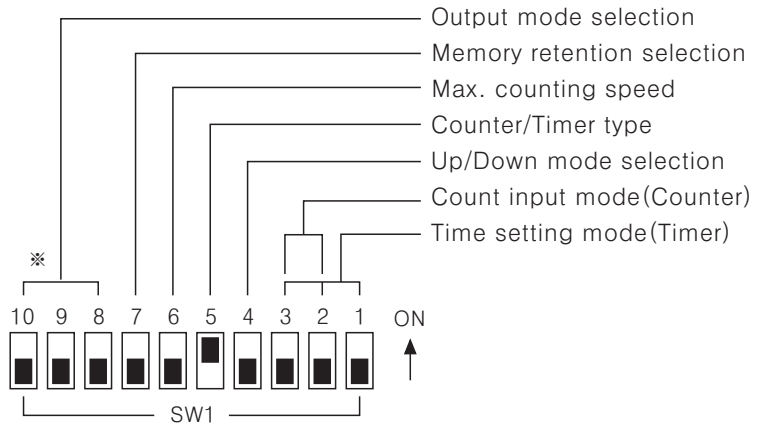 Output mode selection
Memory retention selection
Max. counting speed
Counter/Timer type
Up/Down mode selection
Count input mode(Counter)
Time setting mode(Timer)
※
10 9 8 7 6 5 4 3 2 1 ON
SW1